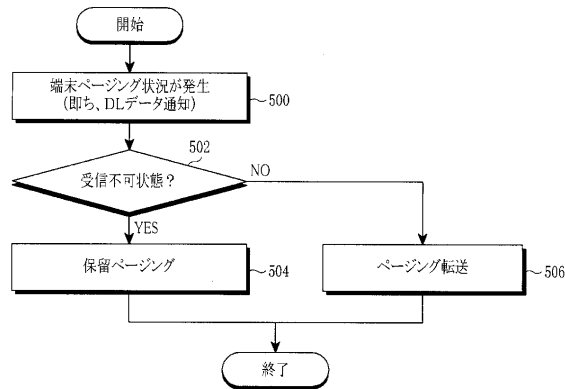 開始
端末ページング状況が発生
(即ち、DLデータ通知)
500
502
受信不可状態？
NO
YES
保留ページング
504
ページング転送
506
終了